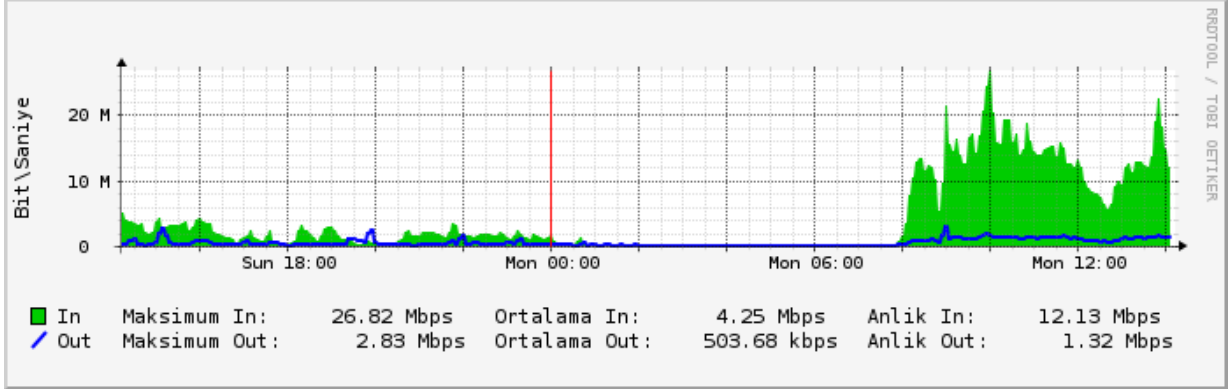 RRDTOOL / TOBI OETIKER
Bit\Saniye
20 M
10 M
0
Sun 18:00 Mon 00:00 Mon 06:00 Mon 12:00
In Maksimum In: 26.82 Mbps Ortalama In: 4.25 Mbps Anlik In: 12.13 Mbps
Out Maksimum Out: 2.83 Mbps Ortalama Out: 503.68 kbps Anlik Out: 1.32 Mbps